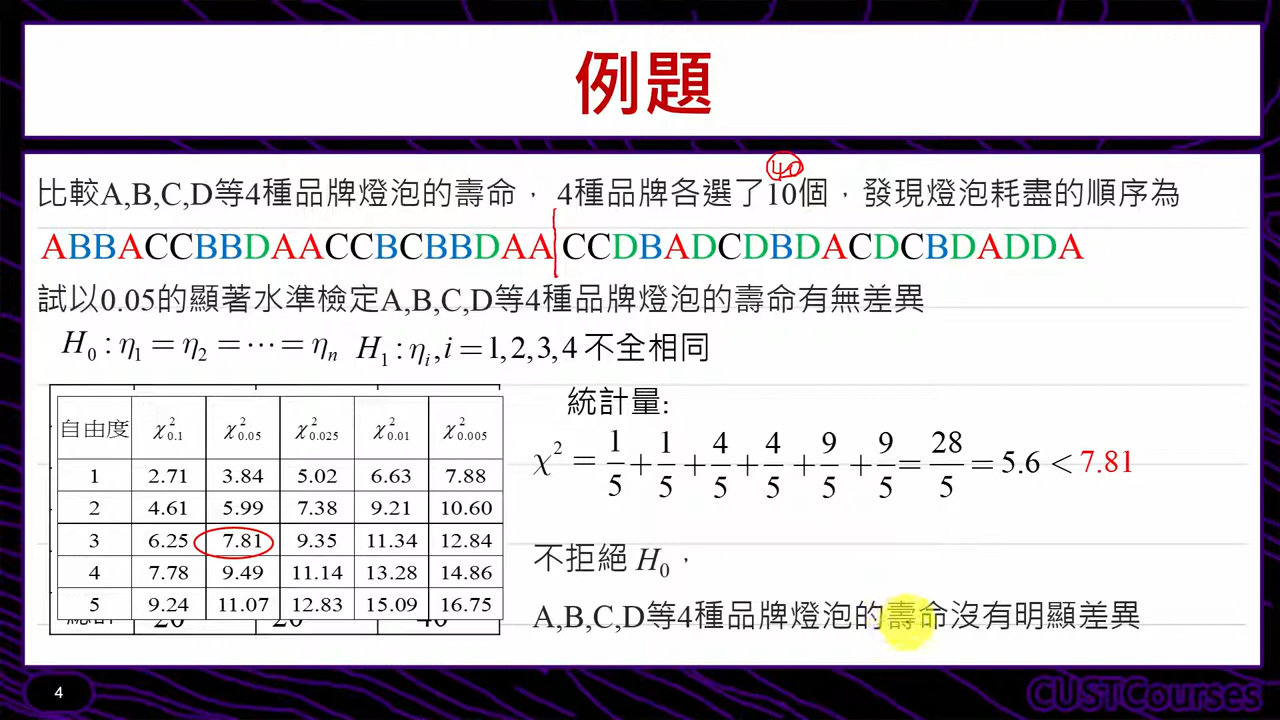 例題
40
比較A,B,C,D等4種品牌燈泡的壽命， 4種品牌各選了10個，發現燈泡耗盡的順序為
ABBACCBBDAACCBCBBDAA CCDBADCDBDACDCBDADDA
試以0.05的顯著水準檢定A,B,C,D等4種品牌燈泡的壽命有無差異
H₀ : η₁ = η₂ = ⋯ = ηₙ H₁ : ηᵢ, i = 1,2,3,4 不全相同
自由度 χ²0.1 χ²0.05 χ²0.025 χ²0.01 χ²0.005
1 2.71 3.84 5.02 6.63 7.88
2 4.61 5.99 7.38 9.21 10.60
3 6.25 7.81 9.35 11.34 12.84
4 7.78 9.49 11.14 13.28 14.86
5 9.24 11.07 12.83 15.09 16.75
20 20 40
統計量:
χ² = 1/5 + 1/5 + 4/5 + 4/5 + 9/5 + 9/5 = 28/5 = 5.6 < 7.81
不拒絕 H₀，
A,B,C,D等4種品牌燈泡的壽命沒有明顯差異
4
CUSTCourses